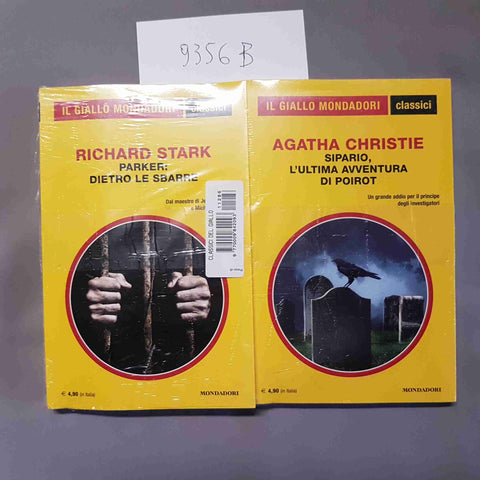 9356 B
IL GIALLO MONDADORI classici
RICHARD STARK
PARKER:
DIETRO LE SBARRE
Dal maestro di
CLASSICI DEL GIALLO
€ 4,90 (in Italia)
MONDADORI
IL GIALLO MONDADORI classici
AGATHA CHRISTIE
SIPARIO,
L'ULTIMA AVVENTURA
DI POIROT
Un grande addio per il principe
degli investigatori
€ 4,90 (in Italia)
MONDADORI